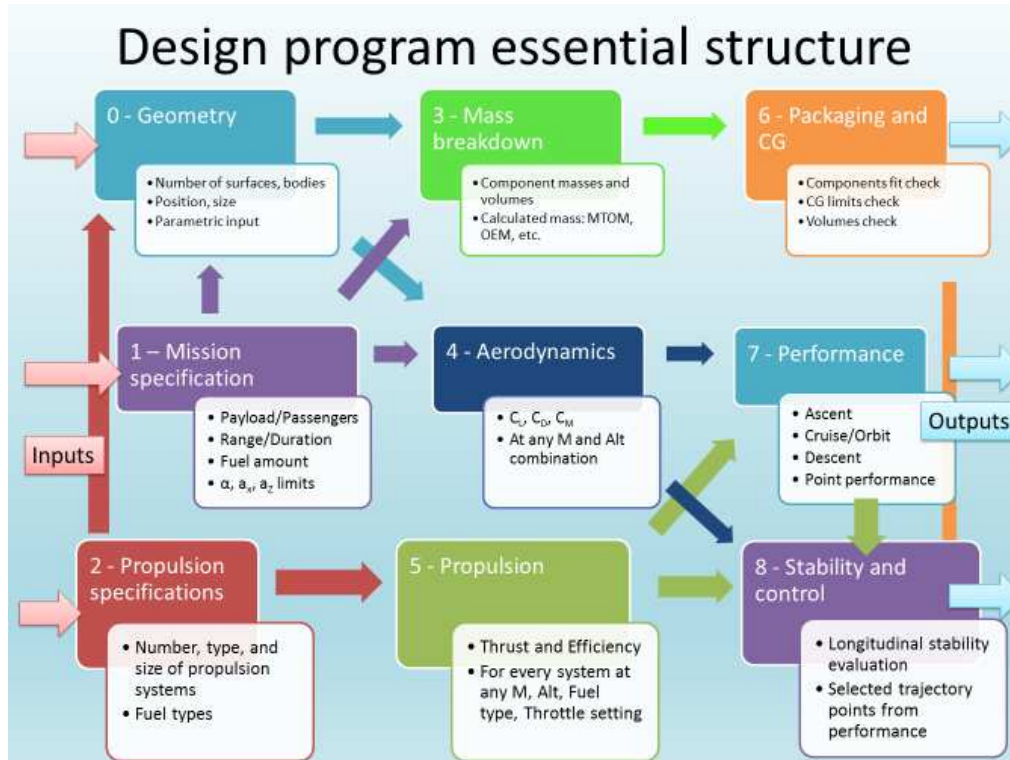 Design program essential structure
0 - Geometry
• Number of surfaces, bodies
• Position, size
• Parametric input
3 - Mass
breakdown
• Component masses and
volumes
• Calculated mass: MTOM,
OEM, etc.
6 - Packaging and
CG
• Components fit check
• CG limits check
• Volumes check
1 – Mission
specification
• Payload/Passengers
• Range/Duration
• Fuel amount
• α, aₓ, a_z limits
4 - Aerodynamics
• C_L, C_D, C_M
• At any M and Alt
combination
7 - Performance
• Ascent
• Cruise/Orbit
• Descent
• Point performance
Inputs
Outputs
2 - Propulsion
specifications
• Number, type, and
size of propulsion
systems
• Fuel types
5 - Propulsion
• Thrust and Efficiency
• For every system at
any M, Alt, Fuel
type, Throttle setting
8 - Stability and
control
• Longitudinal stability
evaluation
• Selected trajectory
points from
performance